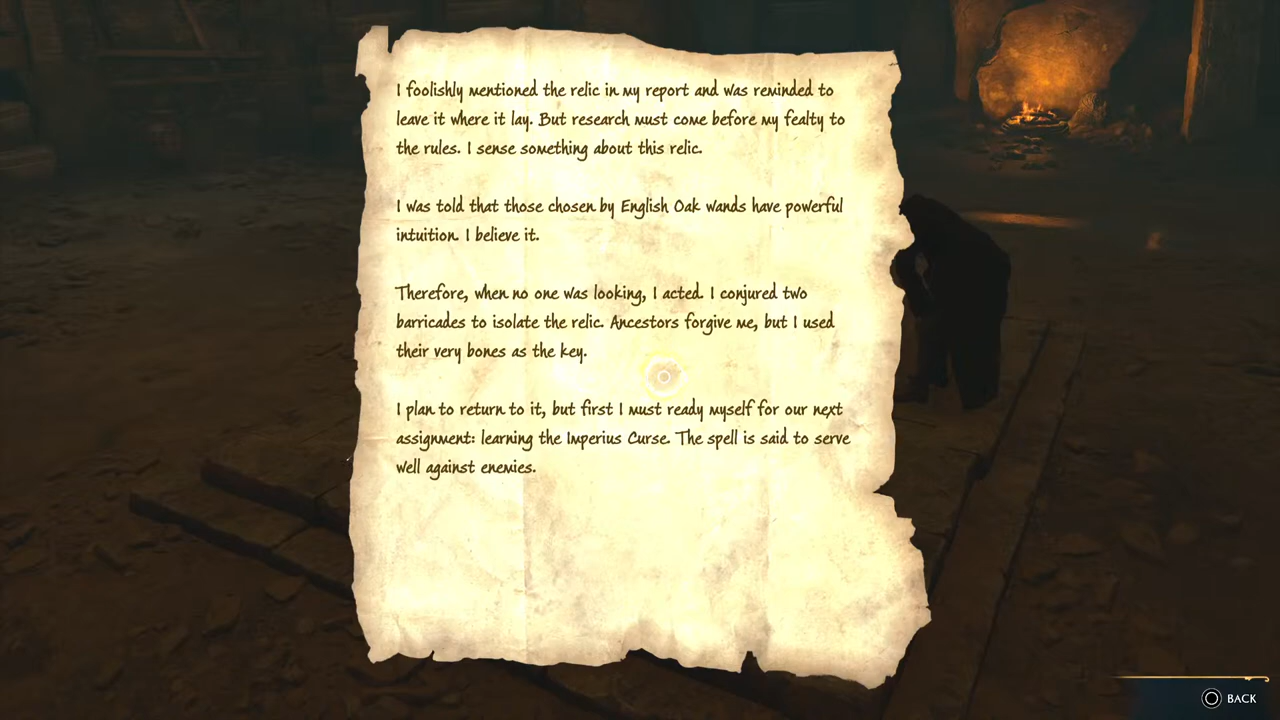 I foolishly mentioned the relic in my report and was reminded to
leave it where it lay. But research must come before my fealty to
the rules. I sense something about this relic.
I was told that those chosen by English Oak wands have powerful
intuition. I believe it.
Therefore, when no one was looking, I acted. I conjured two
barricades to isolate the relic. Ancestors forgive me, but I used
their very bones as the key.
I plan to return to it, but first I must ready myself for our next
assignment: learning the Imperius Curse. The spell is said to serve
well against enemies.
BACK